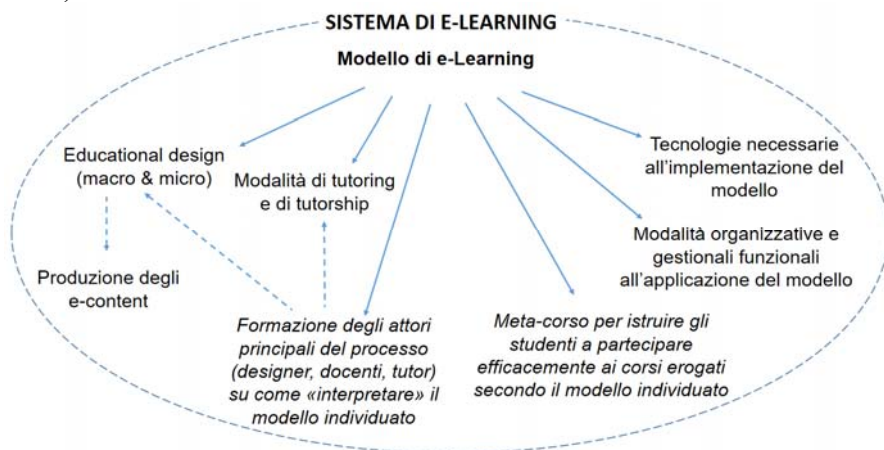 SISTEMA DI E-LEARNING
Modello di e-Learning
Educational design
(macro & micro)
Modalità di tutoring
e di tutorship
Tecnologie necessarie
all'implementazione del
modello
Produzione degli
e-content
Modalità organizzative e
gestionali funzionali
all'applicazione del modello
Formazione degli attori
principali del processo
(designer, docenti, tutor)
su come «interpretare» il
modello individuato
Meta-corso per istruire gli
studenti a partecipare
efficacemente ai corsi erogati
secondo il modello individuato